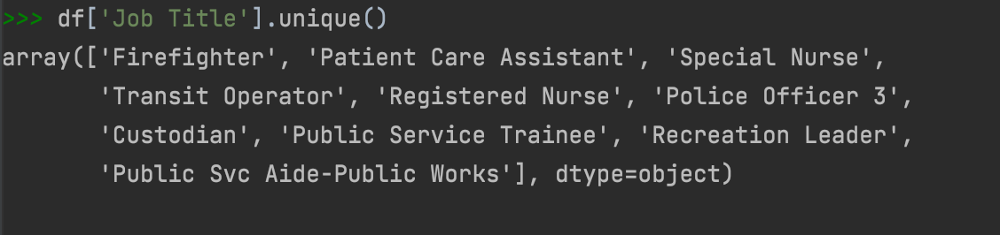 >>> df['Job Title'].unique()
array(['Firefighter', 'Patient Care Assistant', 'Special Nurse',
       'Transit Operator', 'Registered Nurse', 'Police Officer 3',
       'Custodian', 'Public Service Trainee', 'Recreation Leader',
       'Public Svc Aide-Public Works'], dtype=object)